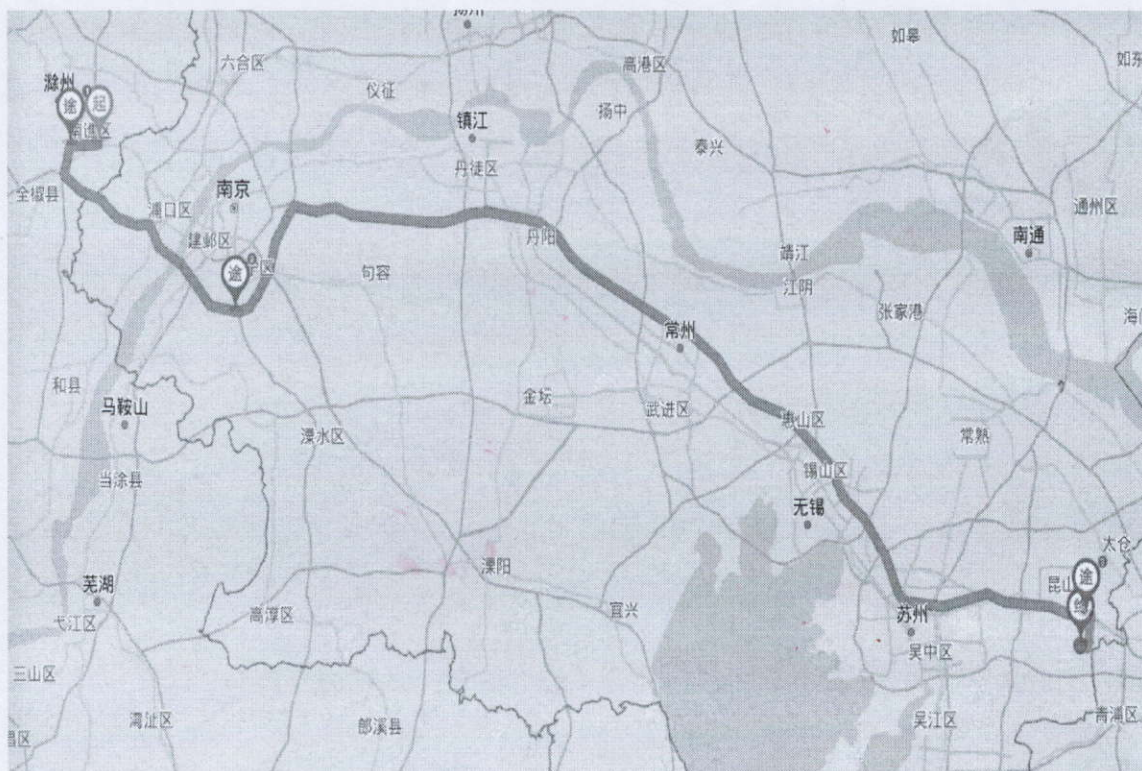 如皋
六合区
高港区
如东
滁州
仪征
扬中
途
起
镇江
泰兴
丹徒区
全椒县
南京
浦口区
通州区
建邺区
丹阳
南通
靖江
途
句容
江阴
张家港
常州
和县
金坛
武进区
马鞍山
惠山区
溧水区
常熟
锡山区
当涂县
无锡
太仓
溧阳
途
昆山
芜湖
终
宜兴
高淳区
苏州
弋江区
吴中区
三山区
湾沚区
郎溪县
吴江区
青浦区